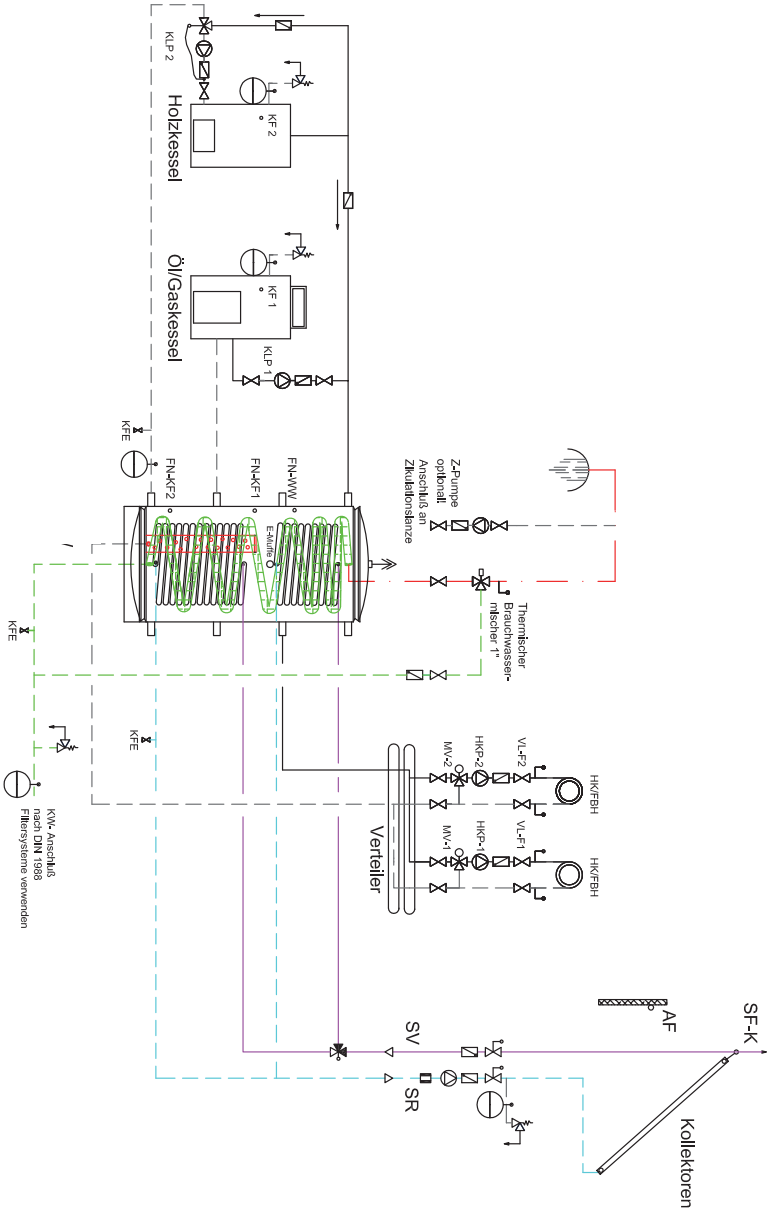 KLP 2
KF 2
Holzkessel
KF 1
Öl/Gaskessel
KLP 1
KFE
FN-KF2
FN-KF1
FN-WW
E-Muffe
Z-Pumpe
optional!
Anschluß an
Zikulationslanze
Thermischer
Brauchwasser-
mischer 1"
KFE
KFE
KW- Anschluß
nach DIN 1988
Filtersysteme verwenden
MV-2
HKP-2
VL-F2
HK/FBH
MV-1
HKP-1
VL-F1
HK/FBH
Verteiler
SV
SR
AF
SF-K
Kollektoren